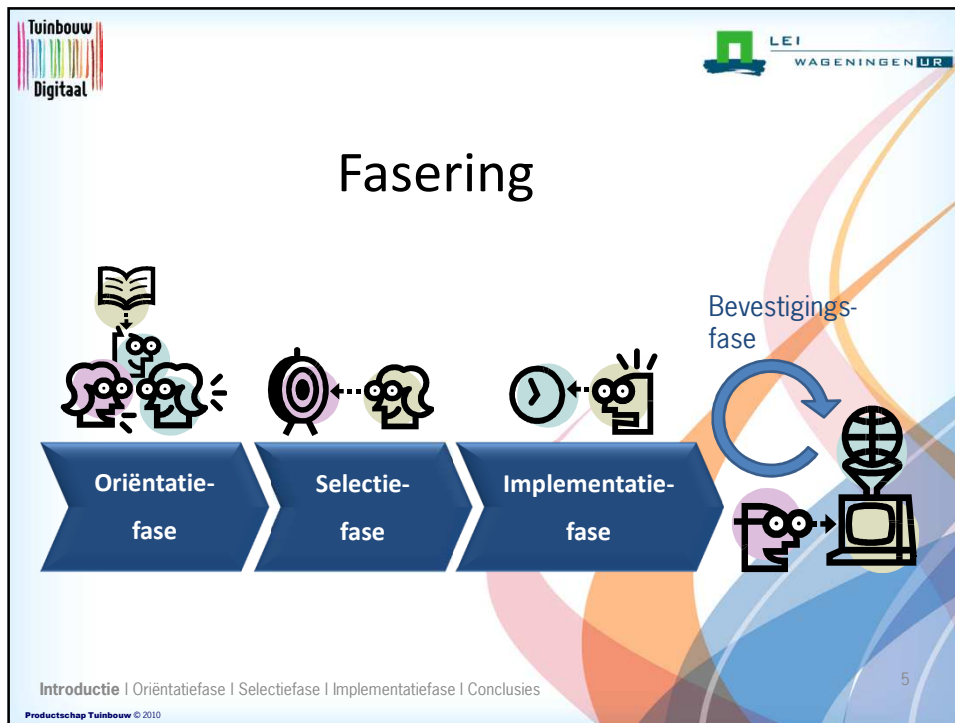 Tuinbouw
Digitaal
LEI
WAGENINGEN UR
Fasering
Bevestigings-
fase
Oriëntatie-
fase
Selectie-
fase
Implementatie-
fase
Introductie I Oriëntatiefase I Selectiefase I Implementatiefase I Conclusies
5
Productschap Tuinbouw © 2010